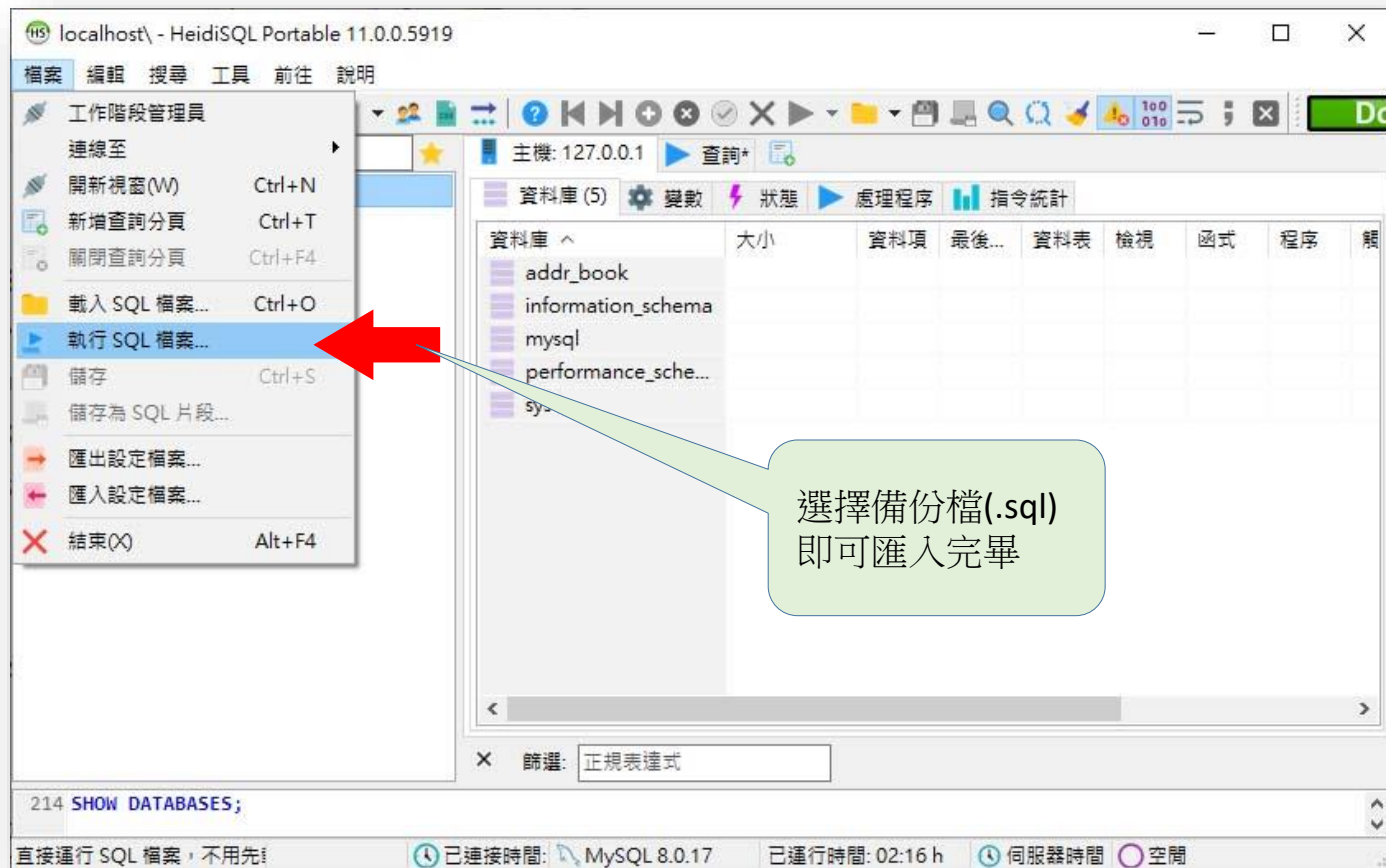 localhost\ - HeidiSQL Portable 11.0.0.5919
檔案 編輯 搜尋 工具 前往 說明
工作階段管理員
連線至
開新視窗(W) Ctrl+N
新增查詢分頁 Ctrl+T
關閉查詢分頁 Ctrl+F4
載入 SQL 檔案... Ctrl+O
執行 SQL 檔案...
儲存 Ctrl+S
儲存為 SQL 片段...
匯出設定檔案...
匯入設定檔案...
結束(X) Alt+F4
Do
主機: 127.0.0.1 查詢*
資料庫 (5) 變數 狀態 處理程序 指令統計
資料庫 大小 資料項 最後... 資料表 檢視 函式 程序
addr_book
information_schema
mysql
performance_sche...
sys
選擇備份檔(.sql)
即可匯入完畢
篩選: 正規表達式
214 SHOW DATABASES;
直接運行 SQL 檔案，不用先 已連接時間: MySQL 8.0.17 已運行時間: 02:16 h 伺服器時間 空閒